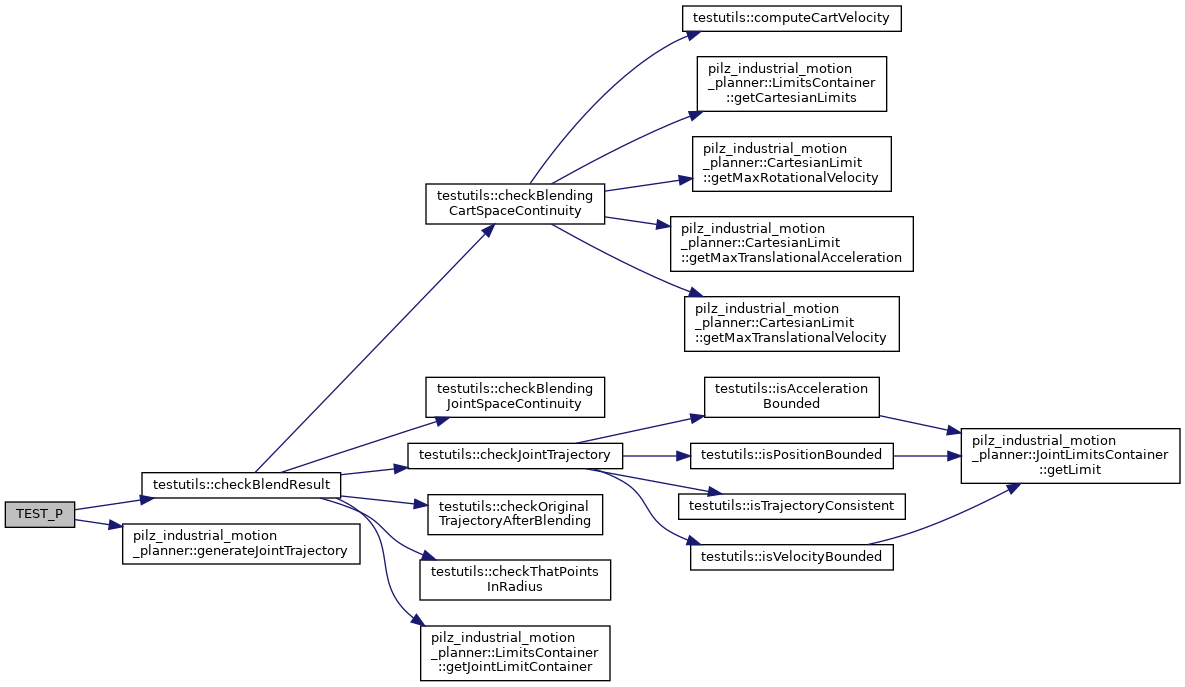 testutils::computeCartVelocity
pilz_industrial_motion
_planner::LimitsContainer
::getCartesianLimits
pilz_industrial_motion
_planner::CartesianLimit
::getMaxRotationalVelocity
testutils::checkBlending
CartSpaceContinuity
pilz_industrial_motion
_planner::CartesianLimit
::getMaxTranslationalAcceleration
pilz_industrial_motion
_planner::CartesianLimit
::getMaxTranslationalVelocity
testutils::checkBlending
JointSpaceContinuity
testutils::isAcceleration
Bounded
testutils::checkJointTrajectory
testutils::isPositionBounded
pilz_industrial_motion
_planner::JointLimitsContainer
::getLimit
testutils::checkBlendResult
testutils::checkOriginal
TrajectoryAfterBlending
testutils::isTrajectoryConsistent
TEST_P
pilz_industrial_motion
_planner::generateJointTrajectory
testutils::isVelocityBounded
testutils::checkThatPoints
InRadius
pilz_industrial_motion
_planner::LimitsContainer
::getJointLimitContainer